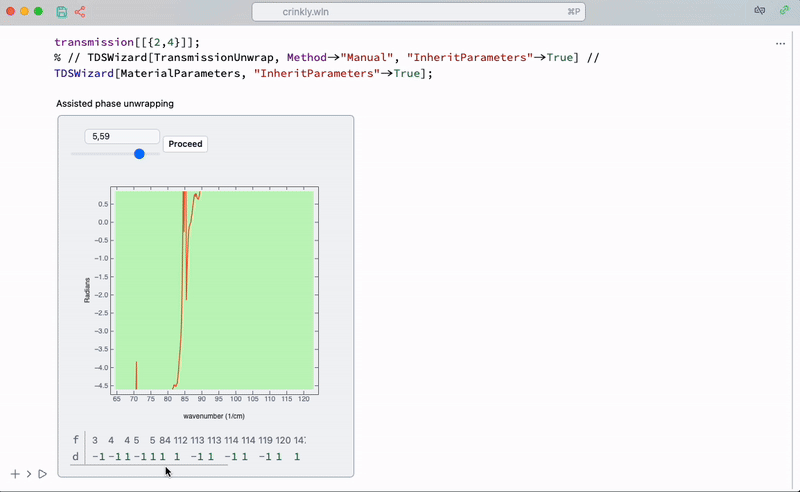 crinkly.wln
⌘P
transmission[[{2,4}]];
% // TDSWizard[TransmissionUnwrap, Method→"Manual", "InheritParameters"→True] //
TDSWizard[MaterialParameters, "InheritParameters"→True];
Assisted phase unwrapping
5,59
Proceed
0.5
0.0
−0.5
−1.0
−1.5
−2.0
−2.5
−3.0
−3.5
−4.0
−4.5
Radians
65 70 75 80 85 90 95 100 105 110 115 120
wavenumber (1/cm)
f 3 4 4 5 5 84 112 113 113 114 114 119 120 147
d −1 −1 1 −1 1 1 1 −1 1 −1 1 −1 1 1